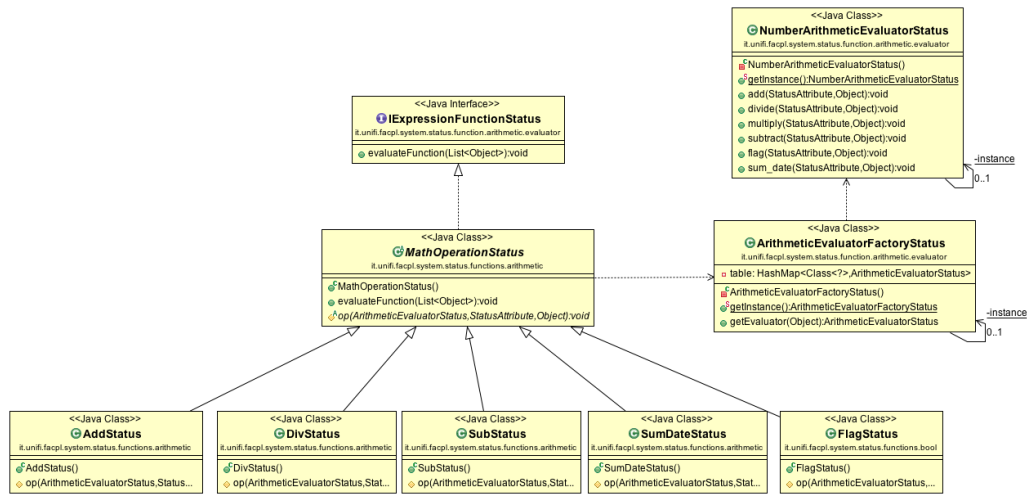 <<Java Class>>
NumberArithmeticEvaluatorStatus
it.unifi.facpl.system.status.function.arithmetic.evaluator
NumberArithmeticEvaluatorStatus()
getInstance():NumberArithmeticEvaluatorStatus
add(StatusAttribute,Object):void
divide(StatusAttribute,Object):void
multiply(StatusAttribute,Object):void
subtract(StatusAttribute,Object):void
flag(StatusAttribute,Object):void
sum_date(StatusAttribute,Object):void
-instance
0..1
<<Java Interface>>
IExpressionFunctionStatus
it.unifi.facpl.system.status.function.arithmetic.evaluator
evaluateFunction(List<Object>):void
<<Java Class>>
MathOperationStatus
it.unifi.facpl.system.status.functions.arithmetic
MathOperationStatus()
evaluateFunction(List<Object>):void
op(ArithmeticEvaluatorStatus,StatusAttribute,Object):void
<<Java Class>>
ArithmeticEvaluatorFactoryStatus
it.unifi.facpl.system.status.function.arithmetic.evaluator
table: HashMap<Class<?>,ArithmeticEvaluatorStatus>
ArithmeticEvaluatorFactoryStatus()
getInstance():ArithmeticEvaluatorFactoryStatus
getEvaluator(Object):ArithmeticEvaluatorStatus
-instance
0..1
<<Java Class>>
AddStatus
it.unifi.facpl.system.status.functions.arithmetic
AddStatus()
op(ArithmeticEvaluatorStatus,Status...
<<Java Class>>
DivStatus
it.unifi.facpl.system.status.functions.arithmetic
DivStatus()
op(ArithmeticEvaluatorStatus,Stat...
<<Java Class>>
SubStatus
it.unifi.facpl.system.status.functions.arithmetic
SubStatus()
op(ArithmeticEvaluatorStatus,Stat...
<<Java Class>>
SumDateStatus
it.unifi.facpl.system.status.functions.arithmetic
SumDateStatus()
op(ArithmeticEvaluatorStatus,Stat...
<<Java Class>>
FlagStatus
it.unifi.facpl.system.status.functions.bool
FlagStatus()
op(ArithmeticEvaluatorStatus,...